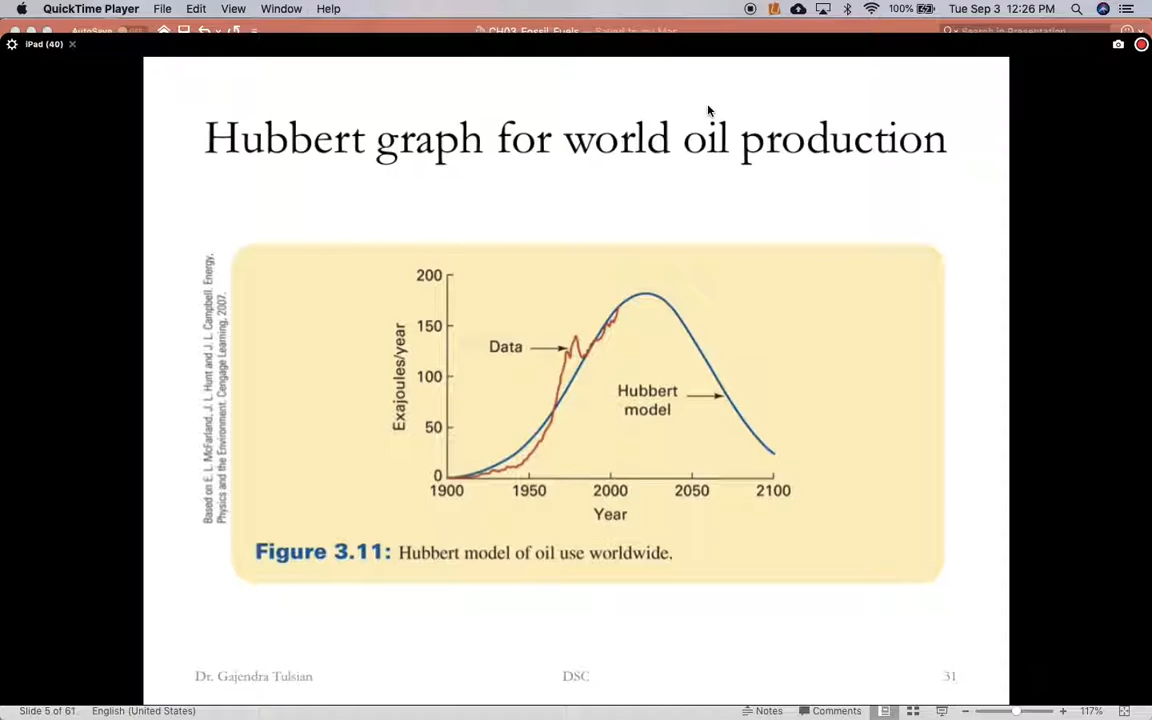 QuickTime Player File Edit View Window Help 100% Tue Sep 3 12:26 PM
iPad (40)
Hubbert graph for world oil production
Based on E. L. McFarland, J. L. Hunt and J. L. Campbell. Energy,
Physics and the Environment. Cengage Learning, 2007.
Exajoules/year
200
150
100
50
0
Data
Hubbert
model
1900 1950 2000 2050 2100
Year
Figure 3.11: Hubbert model of oil use worldwide.
Dr. Gajendra Tulsian DSC 31
Slide 5 of 61 English (United States) Notes Comments 117%